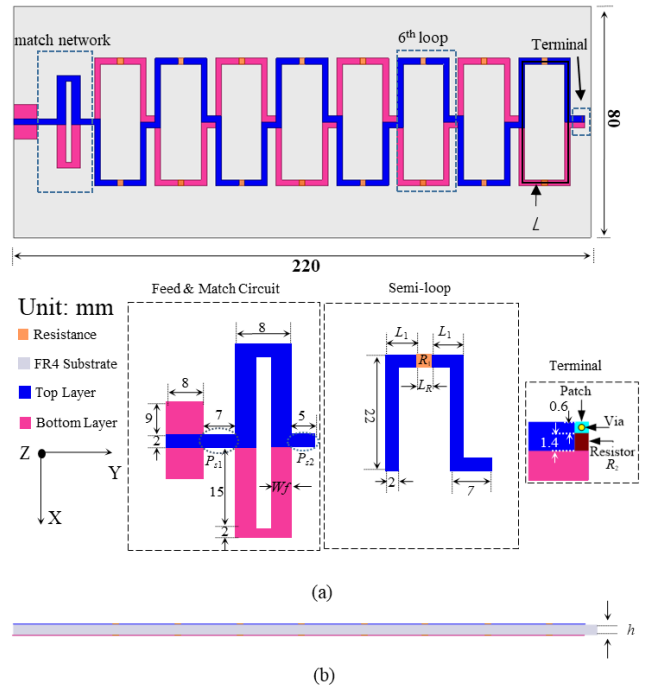 match network
6th loop
Terminal
80
L
220
Unit: mm
Resistance
FR4 Substrate
Top Layer
Bottom Layer
Z
Y
X
Feed & Match Circuit
8
8
9
2
7
5
Ps1
Ps2
15
Wf
2
Semi-loop
L1
L1
R1
LR
22
2
7
Terminal
Patch
0.6
Via
1.4
Resistor
R2
(a)
h
(b)